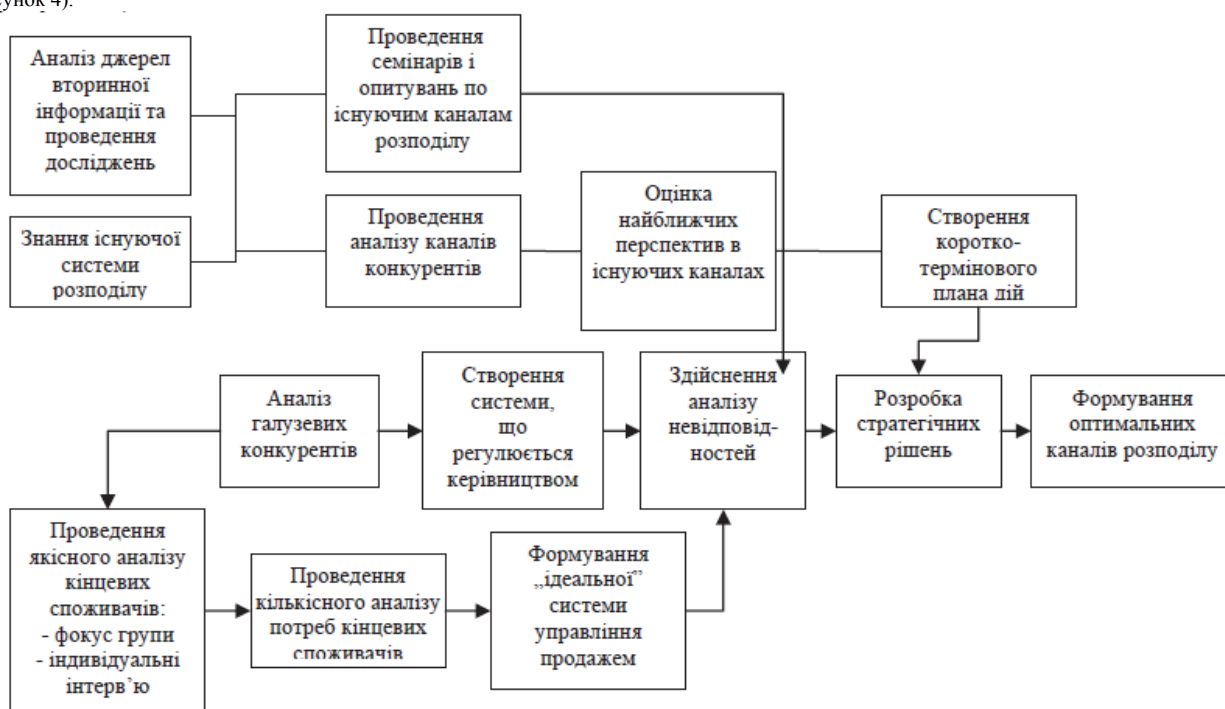 унок 4).
Аналіз джерел
вторинної
інформації та
проведення
досліджень
Проведення
семінарів і
опитувань по
існуючим каналам
розподілу
Знання існуючої
системи
розподілу
Проведення
аналізу каналів
конкурентів
Оцінка
найближчих
перспектив в
існуючих каналах
Створення
коротко-
термінового
плана дій
Аналіз
галузевих
конкурентів
Створення
системи,
що
регулюється
керівництвом
Здійснення
аналізу
невідповід-
ностей
Розробка
стратегічних
рішень
Формування
оптимальних
каналів розподілу
Проведення
якісного аналізу
кінцевих
споживачів:
- фокус групи
- індивідуальні
інтерв’ю
Проведення
кількісного аналізу
потреб кінцевих
споживачів
Формування
„ідеальної”
системи
управління
продажем